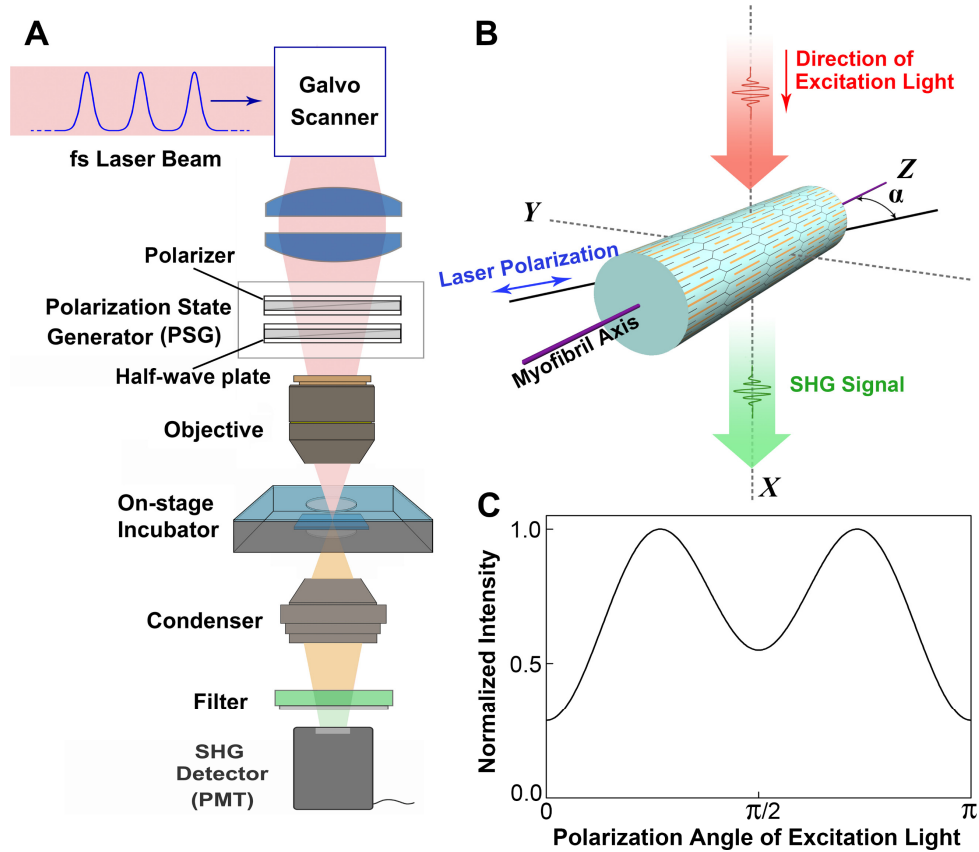 A
Galvo
Scanner
fs Laser Beam
Polarizer
Polarization State
Generator (PSG)
Half-wave plate
Objective
On-stage
Incubator
Condenser
Filter
SHG
Detector
(PMT)
B
Direction of
Excitation Light
Z
α
Y
Laser Polarization
Myofibril Axis
SHG Signal
X
C
Normalized Intensity
1.0
0.5
0.0
0
π/2
π
Polarization Angle of Excitation Light